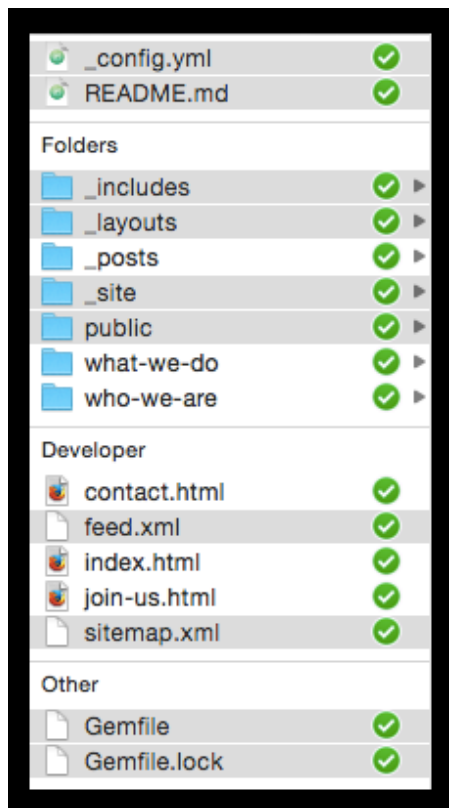 _config.yml
README.md
Folders
_includes
_layouts
_posts
_site
public
what-we-do
who-we-are
Developer
contact.html
feed.xml
index.html
join-us.html
sitemap.xml
Other
Gemfile
Gemfile.lock